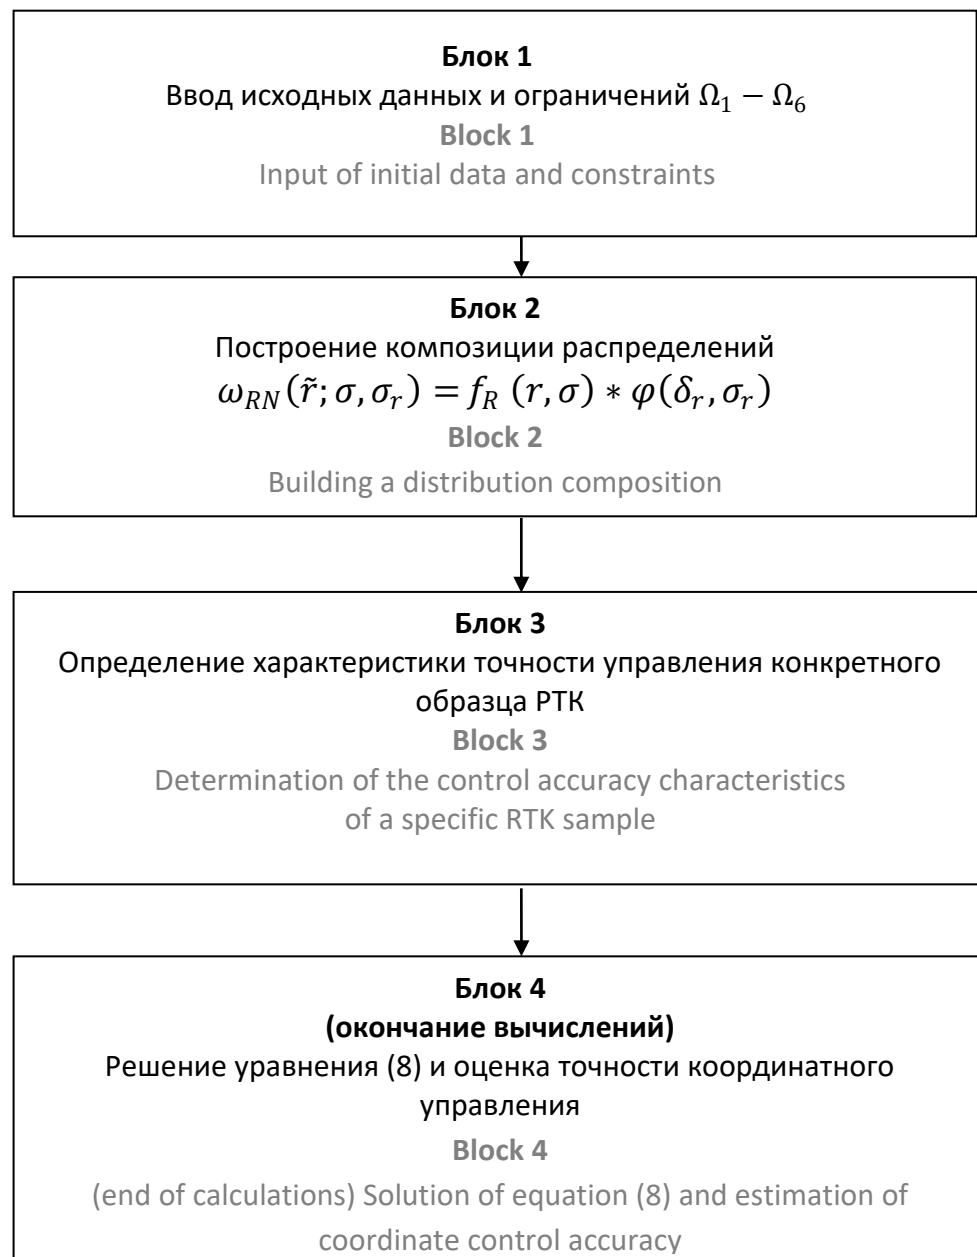 Блок 1
Ввод исходных данных и ограничений Ω₁ − Ω₆
Block 1
Input of initial data and constraints
Блок 2
Построение композиции распределений
ω_{RN}(r̃; σ, σ_r) = f_R (r, σ) ∗ φ(δ_r, σ_r)
Block 2
Building a distribution composition
Блок 3
Определение характеристики точности управления конкретного
образца РТК
Block 3
Determination of the control accuracy characteristics
of a specific RTK sample
Блок 4
(окончание вычислений)
Решение уравнения (8) и оценка точности координатного
управления
Block 4
(end of calculations) Solution of equation (8) and estimation of
coordinate control accuracy